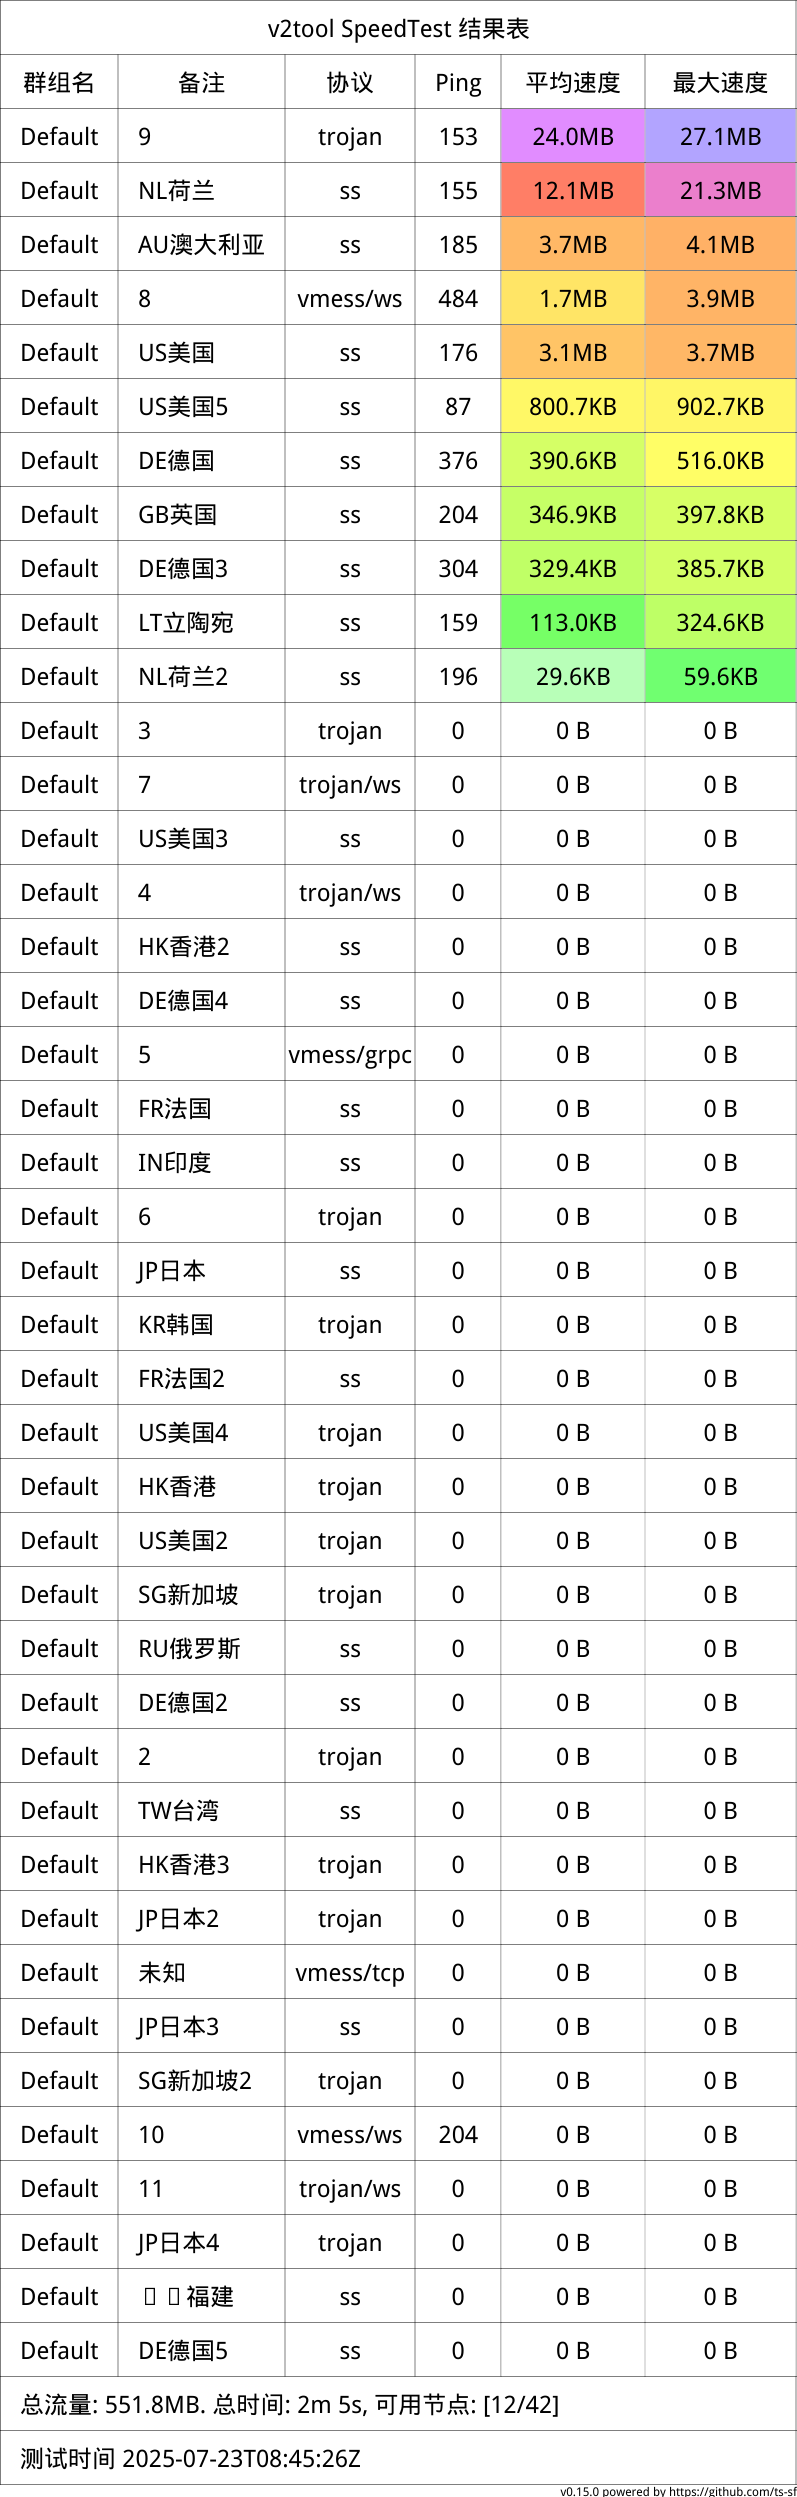 v2tool SpeedTest 结果表
群组名 备注 协议 Ping 平均速度 最大速度
Default 9 trojan 153 24.0MB 27.1MB
Default NL荷兰 ss 155 12.1MB 21.3MB
Default AU澳大利亚 ss 185 3.7MB 4.1MB
Default 8 vmess/ws 484 1.7MB 3.9MB
Default US美国 ss 176 3.1MB 3.7MB
Default US美国5 ss 87 800.7KB 902.7KB
Default DE德国 ss 376 390.6KB 516.0KB
Default GB英国 ss 204 346.9KB 397.8KB
Default DE德国3 ss 304 329.4KB 385.7KB
Default LT立陶宛 ss 159 113.0KB 324.6KB
Default NL荷兰2 ss 196 29.6KB 59.6KB
Default 3 trojan 0 0 B 0 B
Default 7 trojan/ws 0 0 B 0 B
Default US美国3 ss 0 0 B 0 B
Default 4 trojan/ws 0 0 B 0 B
Default HK香港2 ss 0 0 B 0 B
Default DE德国4 ss 0 0 B 0 B
Default 5 vmess/grpc 0 0 B 0 B
Default FR法国 ss 0 0 B 0 B
Default IN印度 ss 0 0 B 0 B
Default 6 trojan 0 0 B 0 B
Default JP日本 ss 0 0 B 0 B
Default KR韩国 trojan 0 0 B 0 B
Default FR法国2 ss 0 0 B 0 B
Default US美国4 trojan 0 0 B 0 B
Default HK香港 trojan 0 0 B 0 B
Default US美国2 trojan 0 0 B 0 B
Default SG新加坡 trojan 0 0 B 0 B
Default RU俄罗斯 ss 0 0 B 0 B
Default DE德国2 ss 0 0 B 0 B
Default 2 trojan 0 0 B 0 B
Default TW台湾 ss 0 0 B 0 B
Default HK香港3 trojan 0 0 B 0 B
Default JP日本2 trojan 0 0 B 0 B
Default 未知 vmess/tcp 0 0 B 0 B
Default JP日本3 ss 0 0 B 0 B
Default SG新加坡2 trojan 0 0 B 0 B
Default 10 vmess/ws 204 0 B 0 B
Default 11 trojan/ws 0 0 B 0 B
Default JP日本4 trojan 0 0 B 0 B
Default 福建 ss 0 0 B 0 B
Default DE德国5 ss 0 0 B 0 B
总流量: 551.8MB. 总时间: 2m 5s, 可用节点: [12/42]
测试时间 2025-07-23T08:45:26Z
v0.15.0 powered by https://github.com/ts-sf